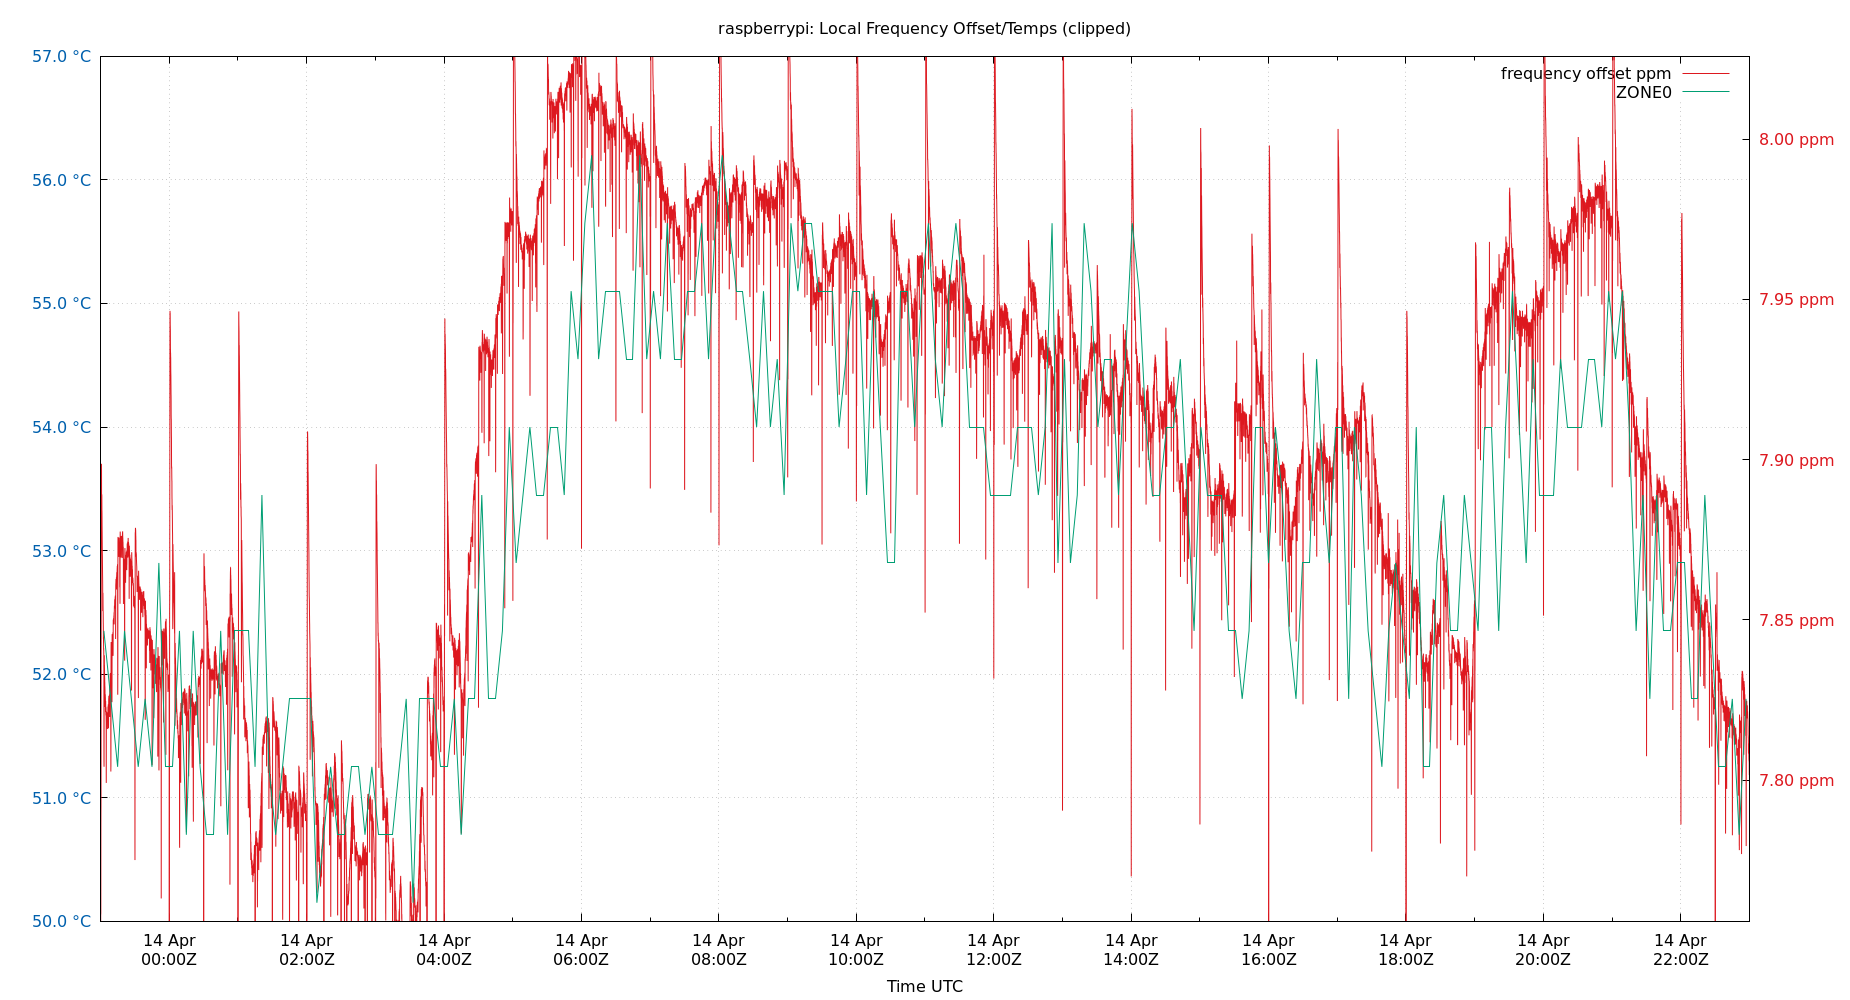 raspberrypi: Local Frequency Offset/Temps (clipped)
57.0 °C
56.0 °C
55.0 °C
54.0 °C
53.0 °C
52.0 °C
51.0 °C
50.0 °C
frequency offset ppm
ZONE0
8.00 ppm
7.95 ppm
7.90 ppm
7.85 ppm
7.80 ppm
14 Apr 14 Apr 14 Apr 14 Apr 14 Apr 14 Apr 14 Apr 14 Apr 14 Apr 14 Apr 14 Apr 14 Apr
00:00Z 02:00Z 04:00Z 06:00Z 08:00Z 10:00Z 12:00Z 14:00Z 16:00Z 18:00Z 20:00Z 22:00Z
Time UTC